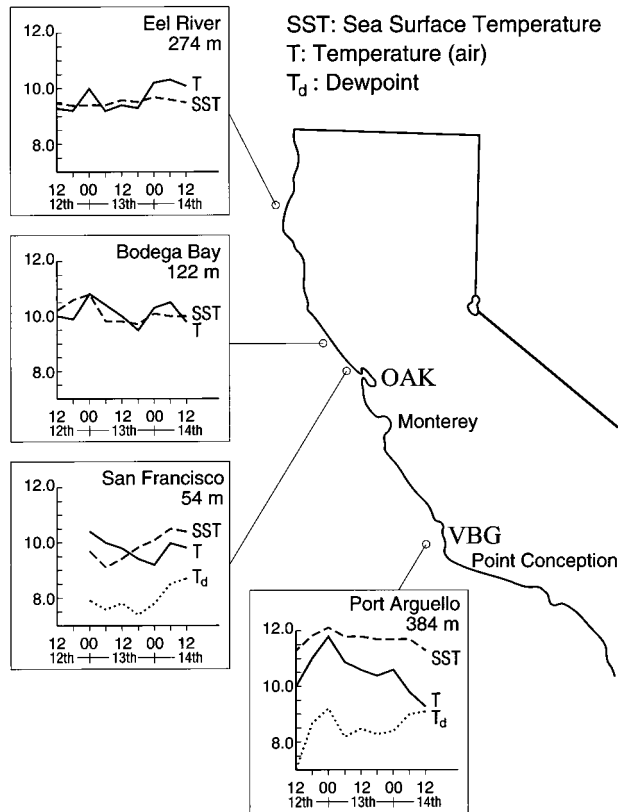 SST: Sea Surface Temperature
T: Temperature (air)
Td : Dewpoint
Eel River
274 m
12.0
10.0
8.0
T
SST
12 00 12 00 12
12th 13th 14th
Bodega Bay
122 m
12.0
10.0
8.0
SST
T
12 00 12 00 12
12th 13th 14th
San Francisco
54 m
12.0
10.0
8.0
SST
T
Td
12 00 12 00 12
12th 13th 14th
Port Arguello
384 m
12.0
10.0
8.0
SST
T
Td
12 00 12 00 12
12th 13th 14th
OAK
Monterey
VBG
Point Conception